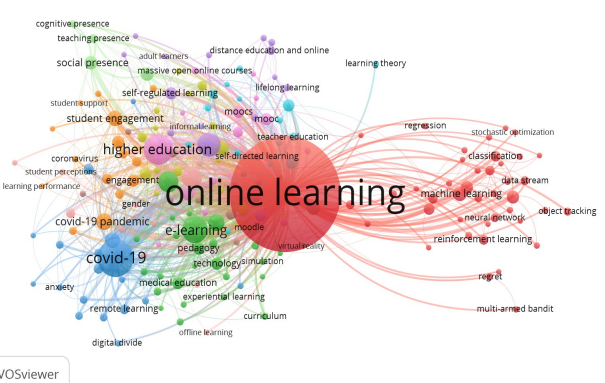 cognitive presence
teaching presence
distance education and online
adult learners
social presence
learning theory
massive open online courses
lifelong learning
self-regulated learning
student support
moocs
mooc
student engagement
informal learning
regression
stochastic optimization
teacher education
higher education
coronavirus
self-directed learning
classification
student perceptions
engagement
data stream
learning performance
online learning
machine learning
gender
object tracking
covid-19 pandemic
neural network
e-learning
moodle
reinforcement learning
pedagogy
virtual reality
covid-19
technology
simulation
regret
medical education
anxiety
experiential learning
remote learning
multi-armed bandit
curriculum
offline learning
digital divide
VOSviewer